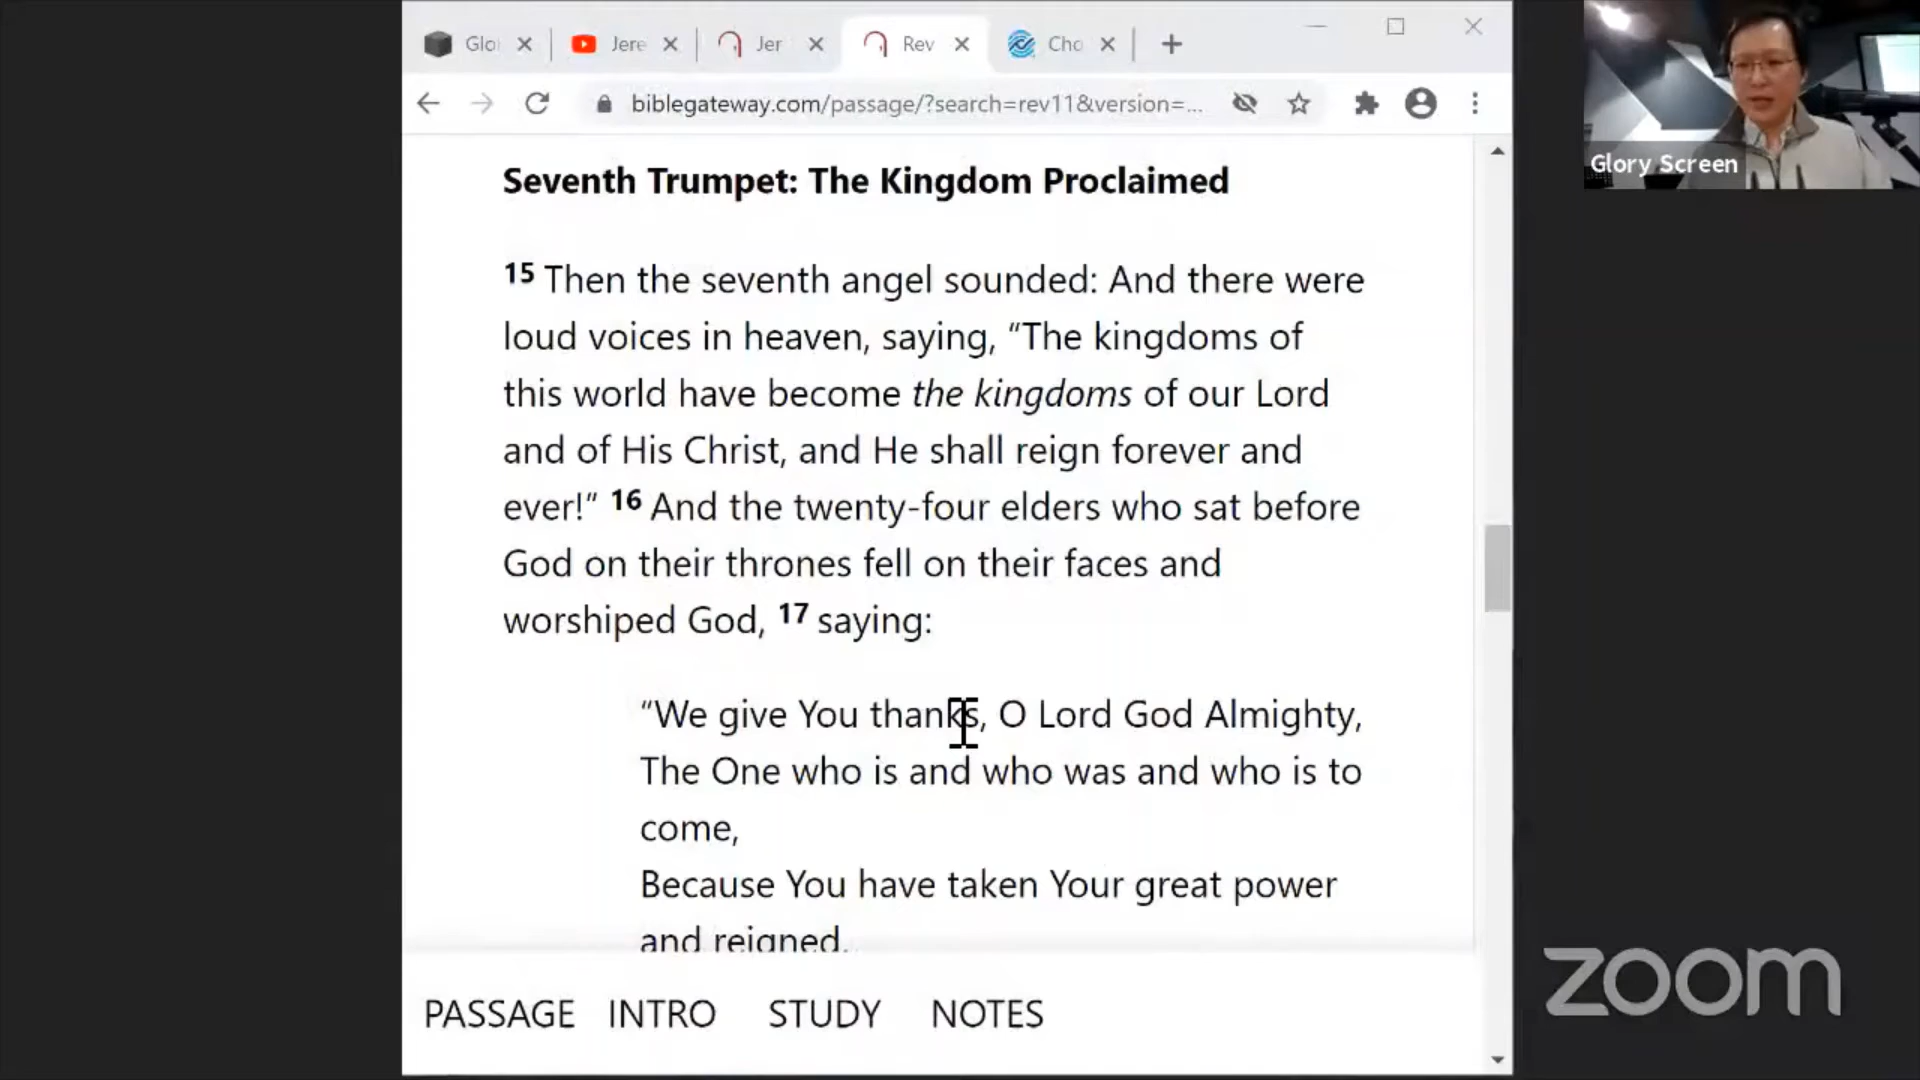 Glo
Jere
Jer
Rev
Cho
biblegateway.com/passage/?search=rev11&version=...
Glory Screen
Seventh Trumpet: The Kingdom Proclaimed
15 Then the seventh angel sounded: And there were
loud voices in heaven, saying, “The kingdoms of
this world have become the kingdoms of our Lord
and of His Christ, and He shall reign forever and
ever!” 16 And the twenty-four elders who sat before
God on their thrones fell on their faces and
worshiped God, 17 saying:
“We give You thanks, O Lord God Almighty,
The One who is and who was and who is to
come,
Because You have taken Your great power
and reigned.
PASSAGE INTRO STUDY NOTES
zoom